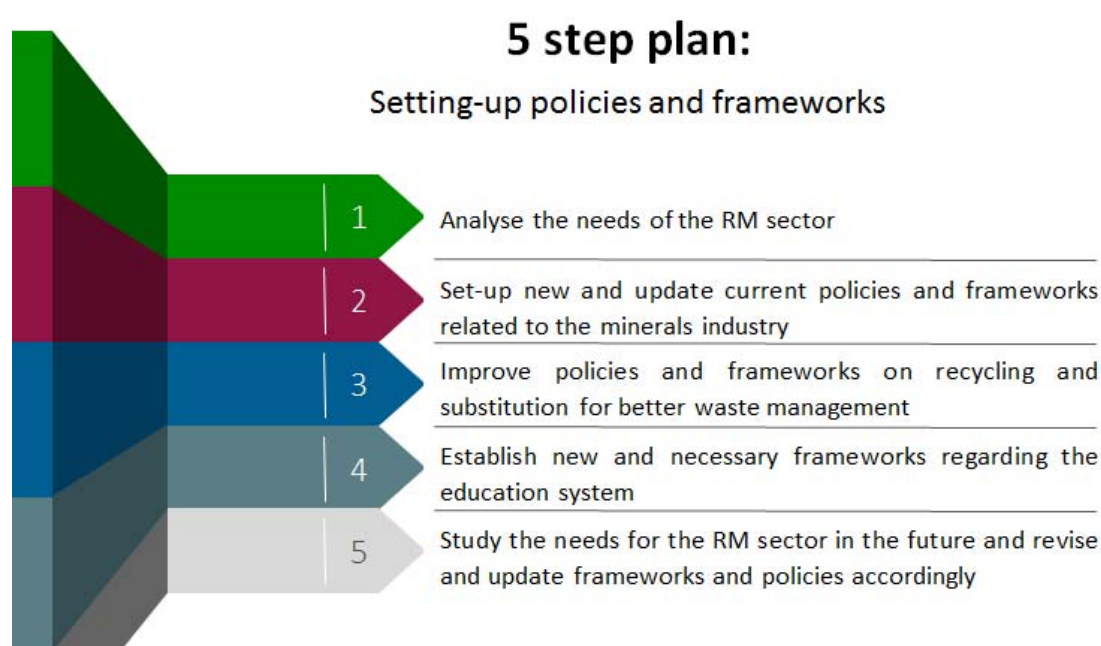 5 step plan:
Setting-up policies and frameworks
1
Analyse the needs of the RM sector
2
Set-up new and update current policies and frameworks
related to the minerals industry
3
Improve policies and frameworks on recycling and
substitution for better waste management
4
Establish new and necessary frameworks regarding the
education system
5
Study the needs for the RM sector in the future and revise
and update frameworks and policies accordingly